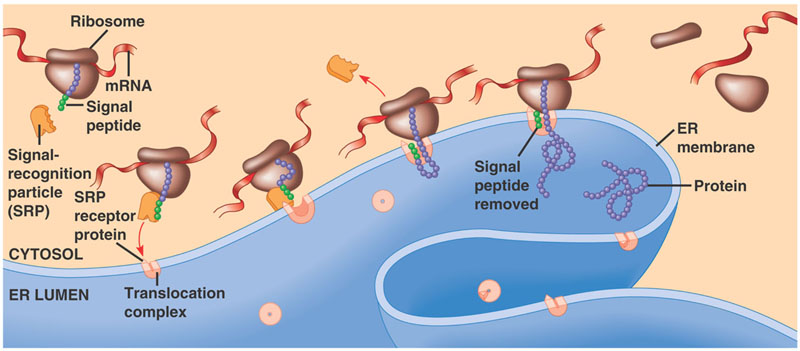 Ribosome
mRNA
Signal
peptide
Signal-
recognition
particle
(SRP)
SRP
receptor
protein
CYTOSOL
ER LUMEN
Translocation
complex
Signal
peptide
removed
ER
membrane
Protein